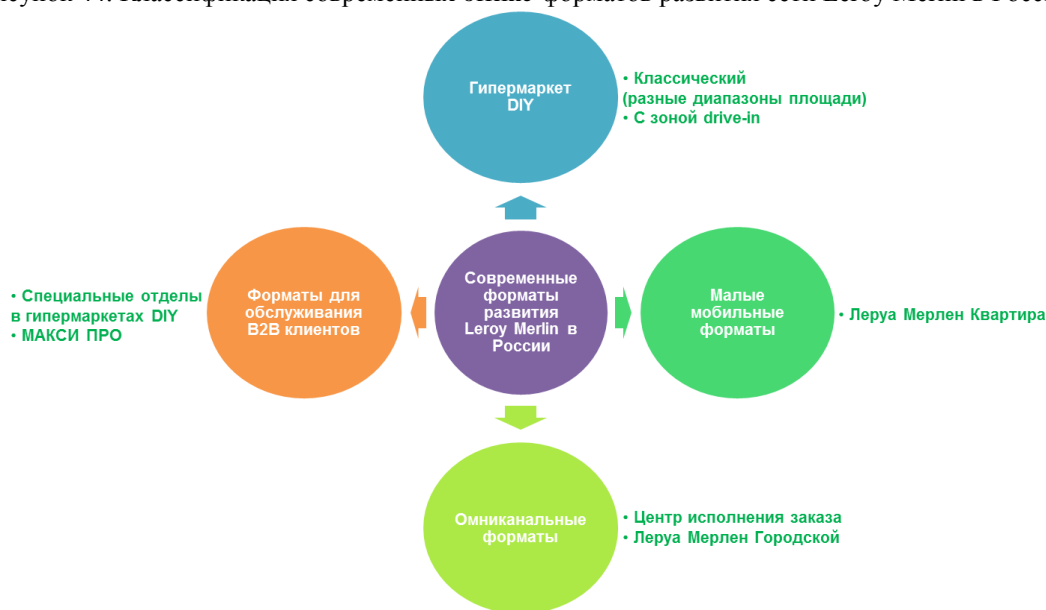 Гипермаркет
DIY
• Классический
(разные диапазоны площади)
• С зоной drive-in
• Специальные отделы
в гипермаркетах DIY
• МАКСИ ПРО
Форматы для
обслуживания
B2B клиентов
Современные
форматы
развития
Leroy Merlin в
России
Малые
мобильные
форматы
• Леруа Мерлен Квартира
Омниканальные
форматы
• Центр исполнения заказа
• Леруа Мерлен Городской